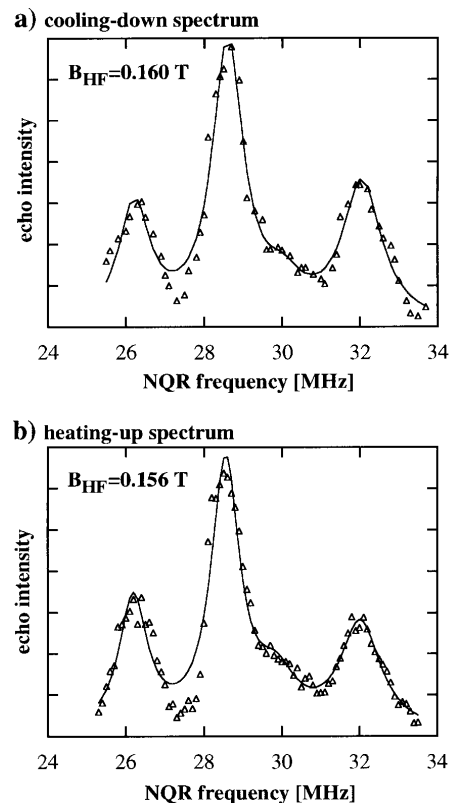 a) cooling-down spectrum
B_HF=0.160 T
echo intensity
24 26 28 30 32 34
NQR frequency [MHz]
b) heating-up spectrum
B_HF=0.156 T
echo intensity
24 26 28 30 32 34
NQR frequency [MHz]